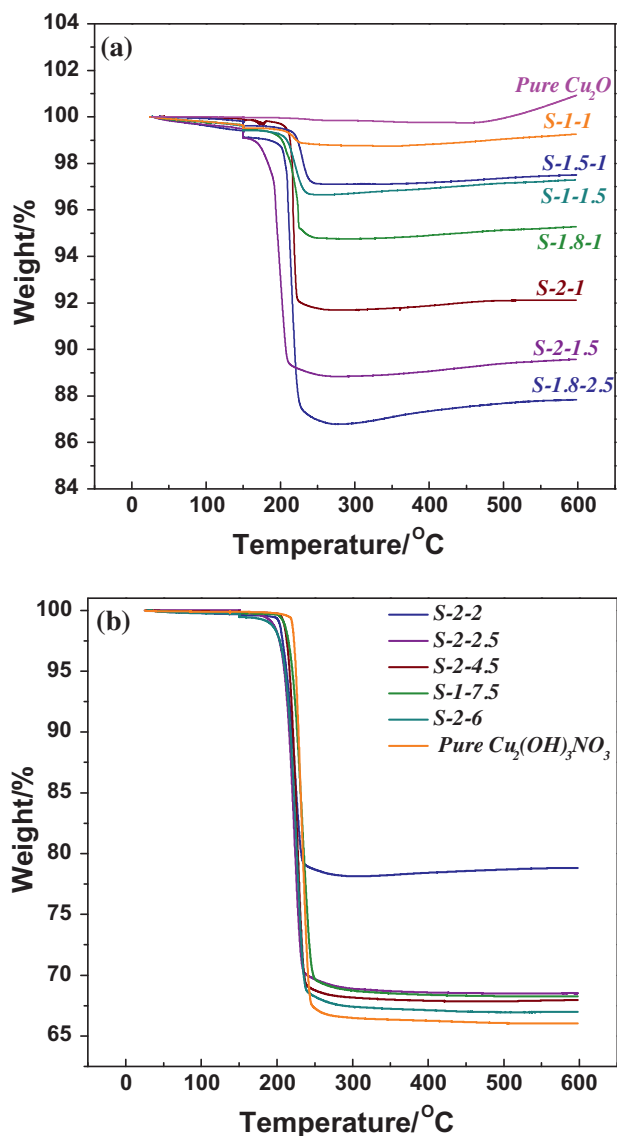 (a)
104
102
100
98
96
94
92
90
88
86
84
Weight/%
Pure Cu₂O
S-1-1
S-1.5-1
S-1-1.5
S-1.8-1
S-2-1
S-2-1.5
S-1.8-2.5
0 100 200 300 400 500 600
Temperature/°C
(b)
100
95
90
85
80
75
70
65
Weight/%
S-2-2
S-2-2.5
S-2-4.5
S-1-7.5
S-2-6
Pure Cu₂(OH)₃NO₃
0 100 200 300 400 500 600
Temperature/°C